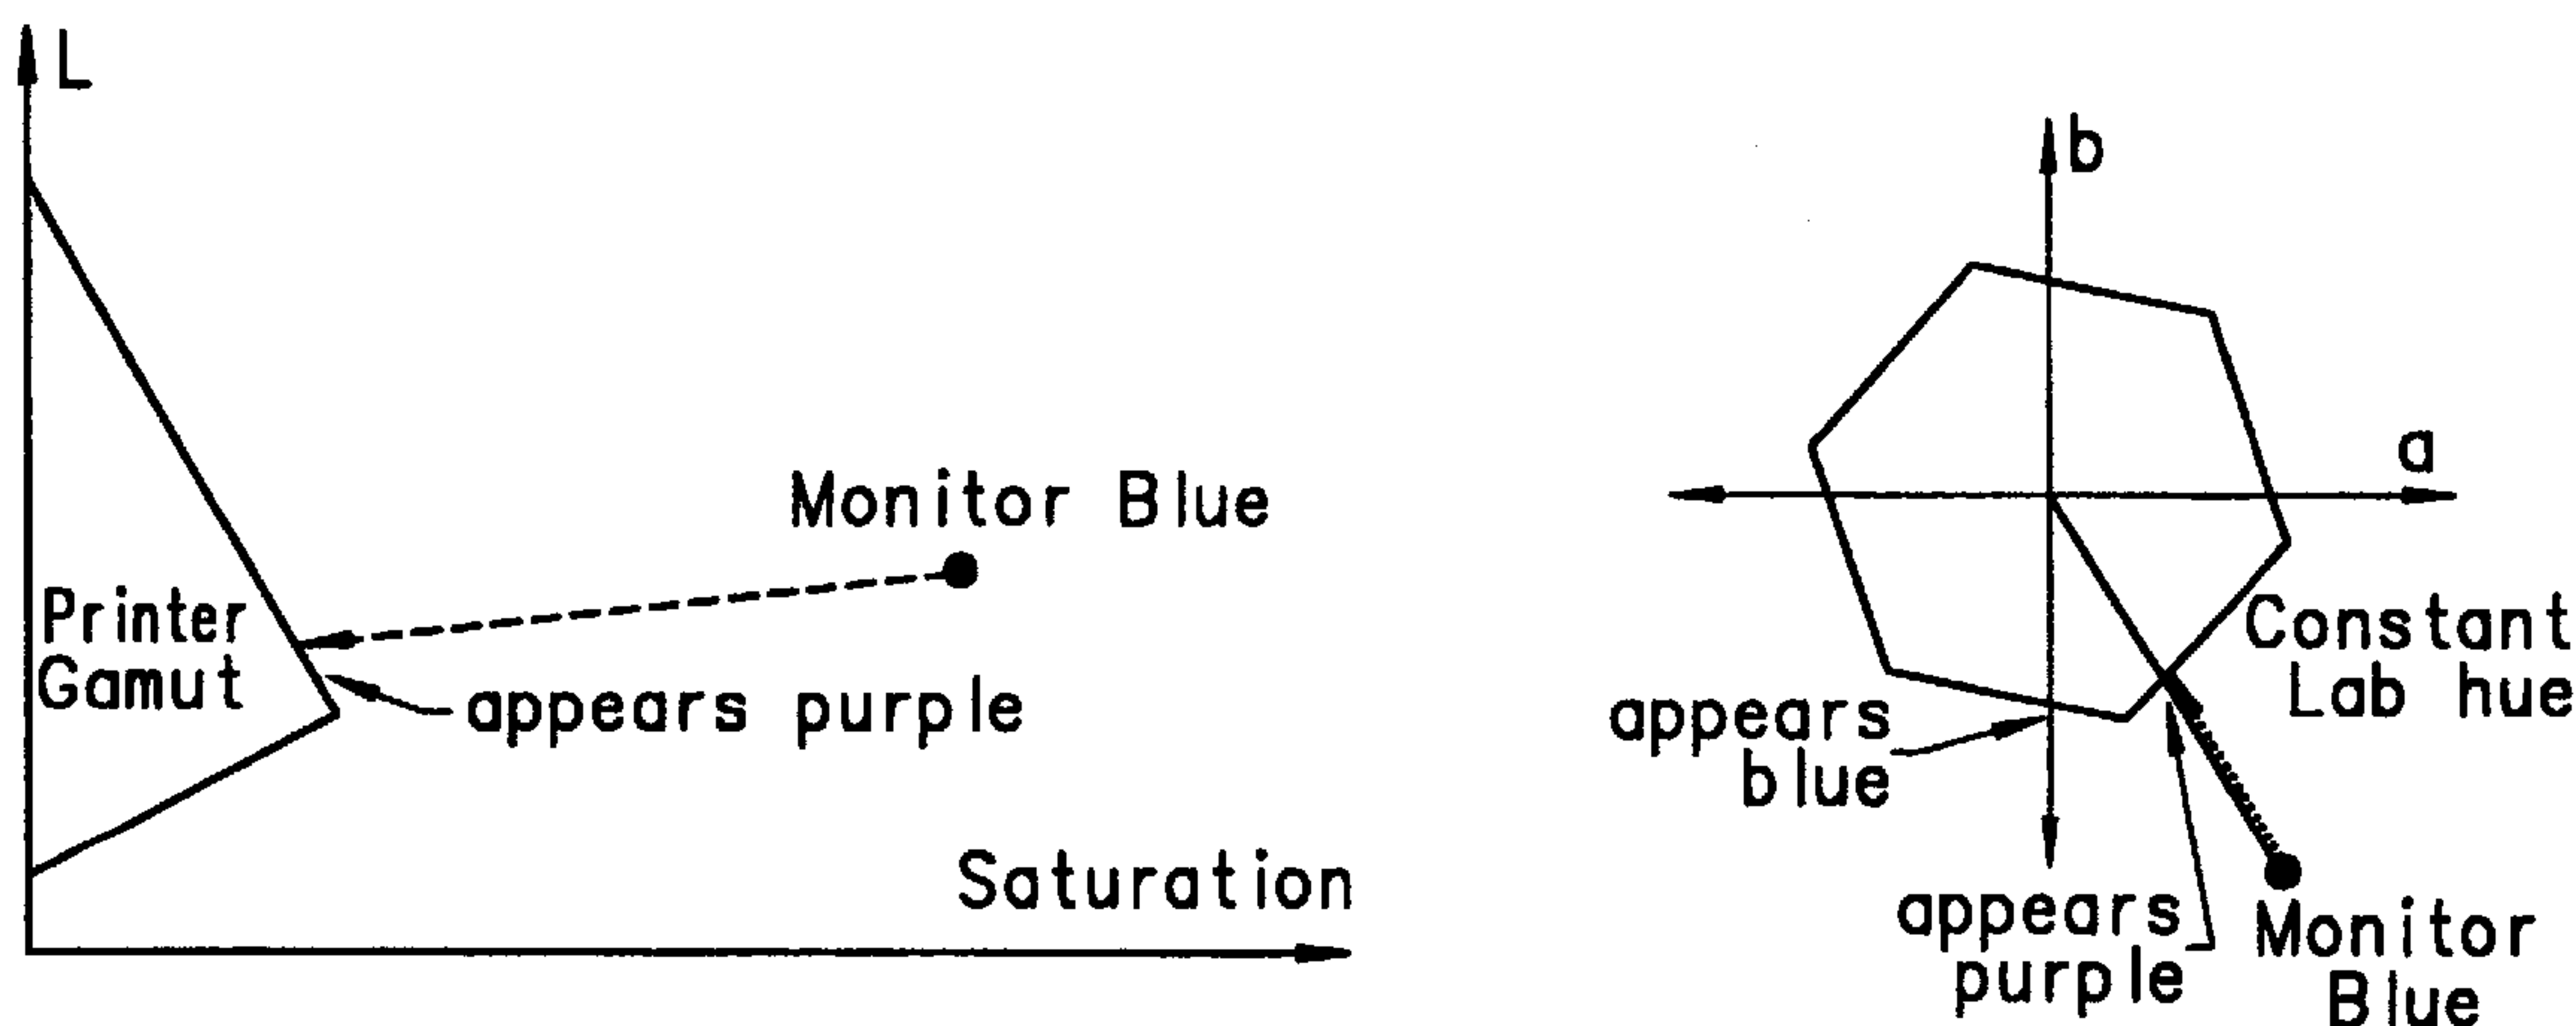 L
Monitor Blue
Printer
Gamut
appears purple
Saturation
b
a
Constant
Lab hue
appears
blue
appears
purple
Monitor
Blue